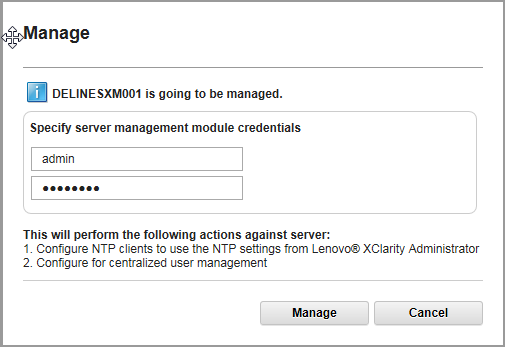 Manage
DELINESXM001 is going to be managed.
Specify server management module credentials
admin
●●●●●●●●
This will perform the following actions against server:
1. Configure NTP clients to use the NTP settings from Lenovo® XClarity Administrator
2. Configure for centralized user management
Manage Cancel